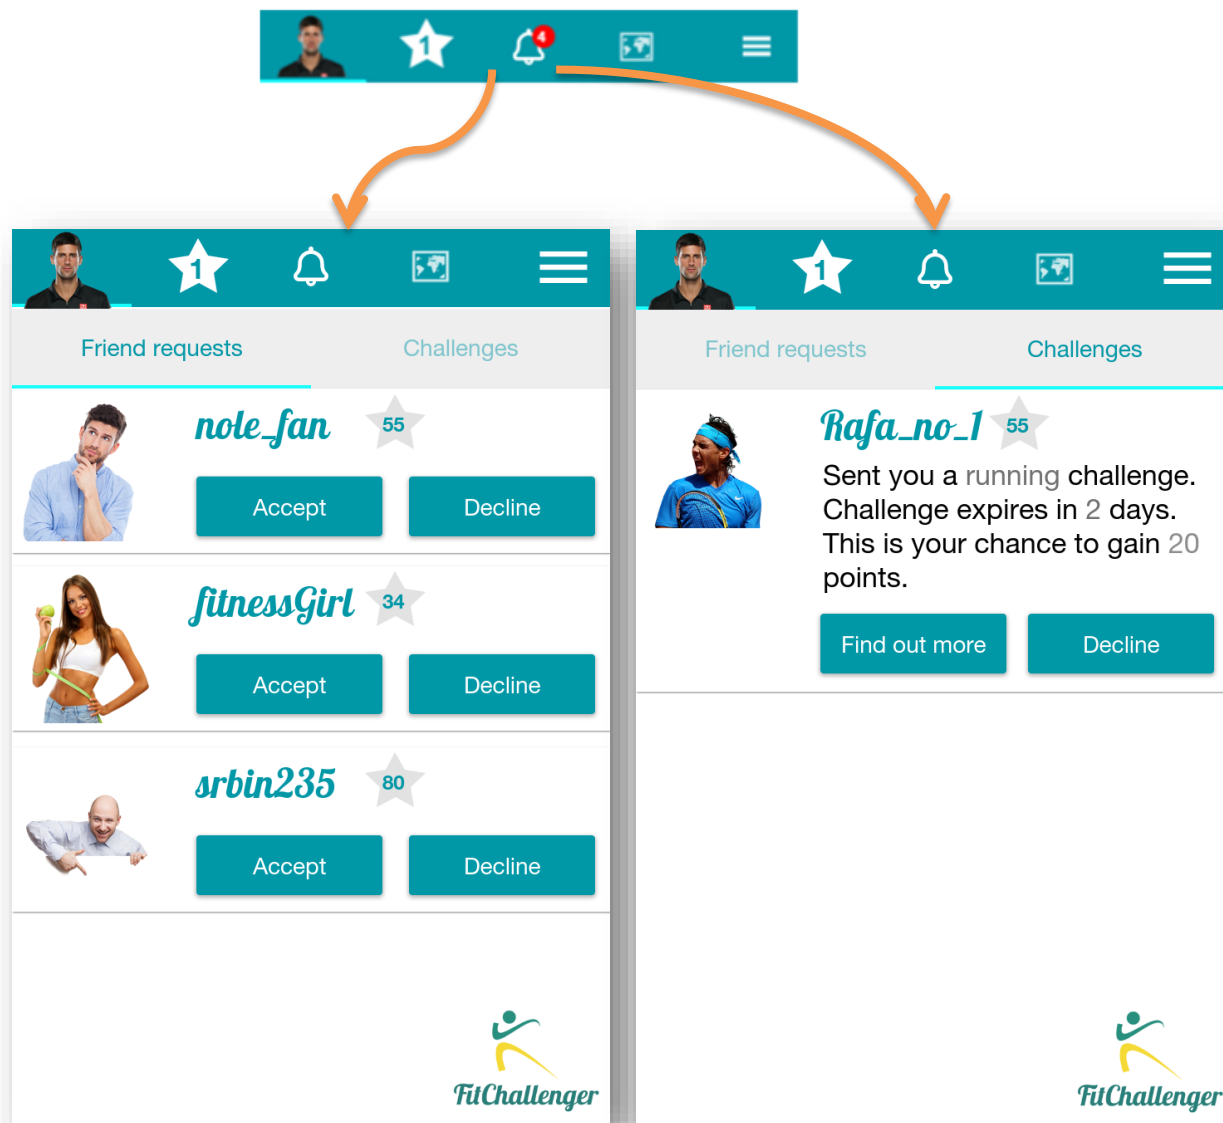 1
4
1
Friend requests
Challenges
nole_fan
55
Accept
Decline
fitnessGirl
34
Accept
Decline
srbin235
80
Accept
Decline
FitChallenger
1
Friend requests
Challenges
Rafa_no_1
55
Sent you a running challenge.
Challenge expires in 2 days.
This is your chance to gain 20
points.
Find out more
Decline
FitChallenger